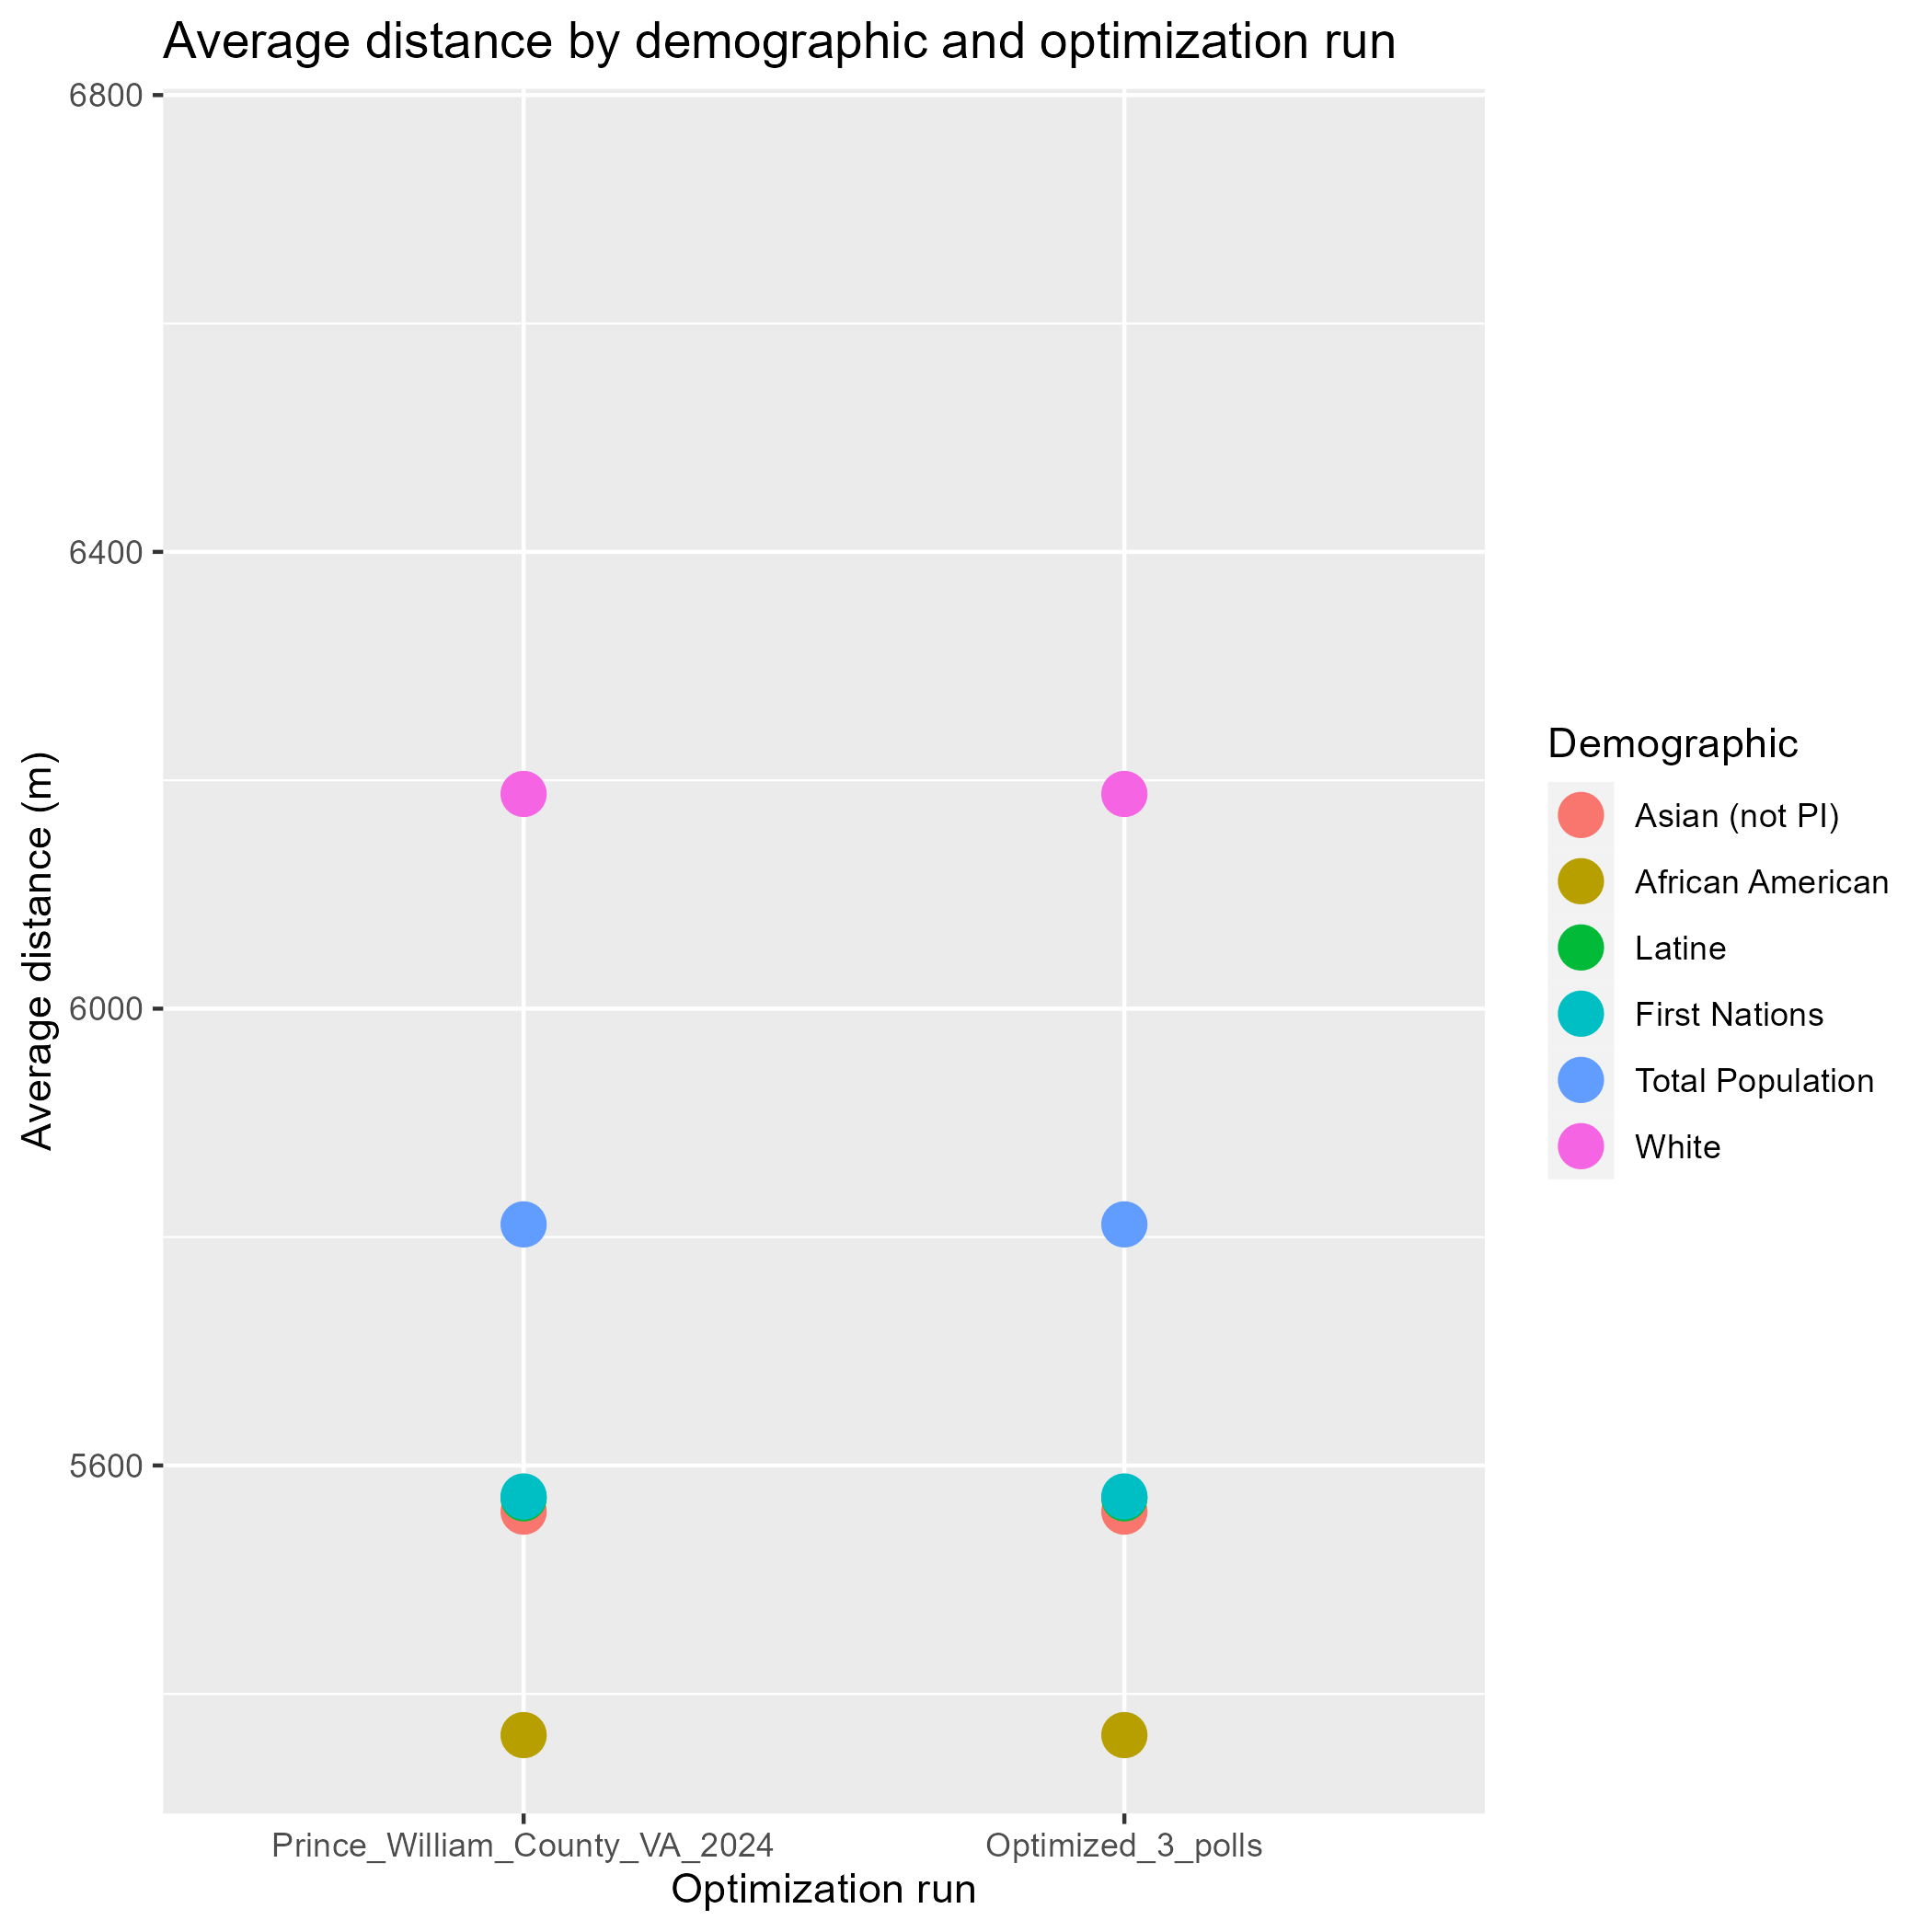 Average distance by demographic and optimization run
6800
6400
6000
5600
Average distance (m)
Prince_William_County_VA_2024
Optimized_3_polls
Optimization run
Demographic
Asian (not PI)
African American
Latine
First Nations
Total Population
White